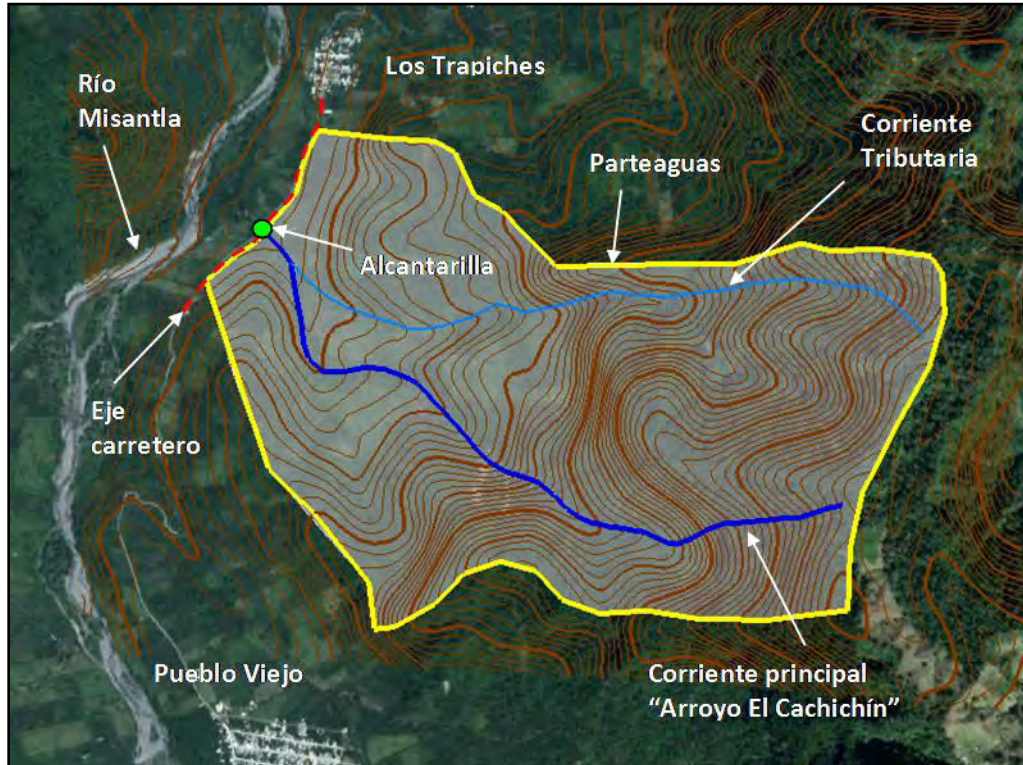 Los Trapiches
Río
Misantla
Corriente
Tributaria
Parteaguas
Alcantarilla
Eje
carretero
Pueblo Viejo
Corriente principal
“Arroyo El Cachichín”